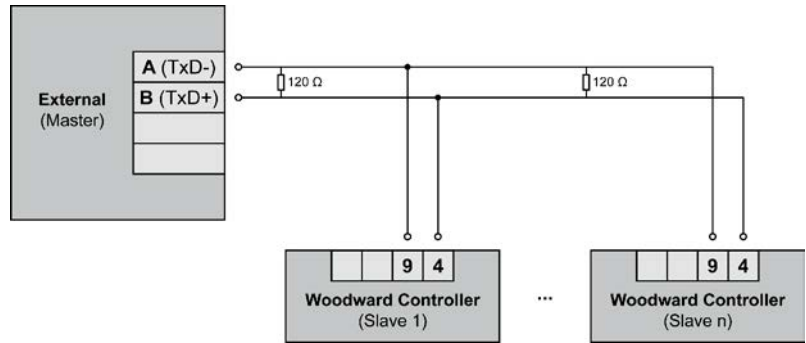 A (TxD-)
B (TxD+)
External
(Master)
120 Ω
120 Ω
9 4
Woodward Controller
(Slave 1)
...
9 4
Woodward Controller
(Slave n)